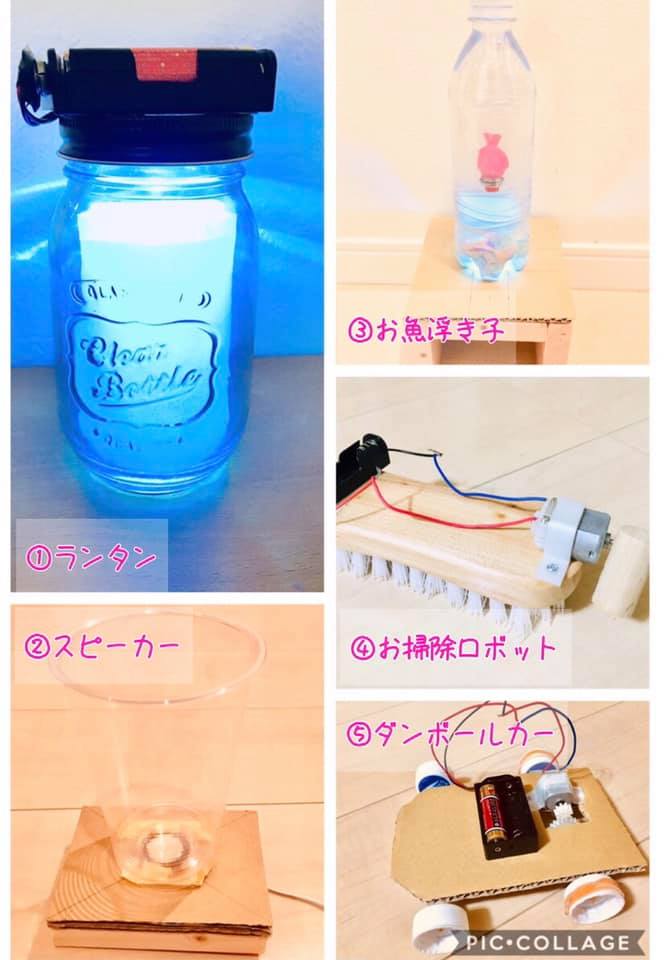 Clear
Bottle
①ランタン
②スピーカー
③お魚浮き子
④お掃除ロボット
⑤ダンボールカー
PIC•COLLAGE